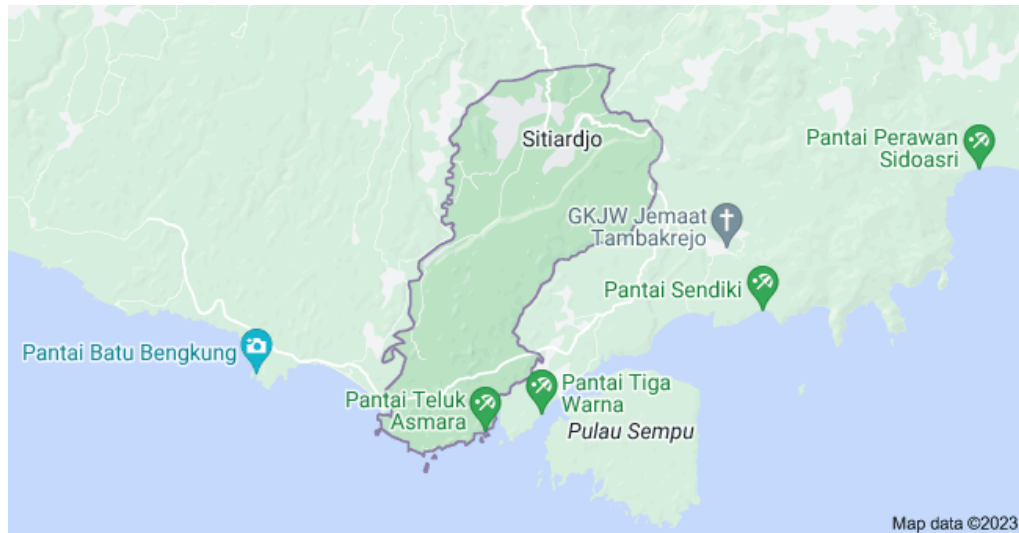 Sitiardjo
Pantai Perawan
Sidoasri
GKJW Jemaat
Tambakrejo
Pantai Sendiki
Pantai Batu Bengkung
Pantai Teluk
Asmara
Pantai Tiga
Warna
Pulau Sempu
Map data ©2023